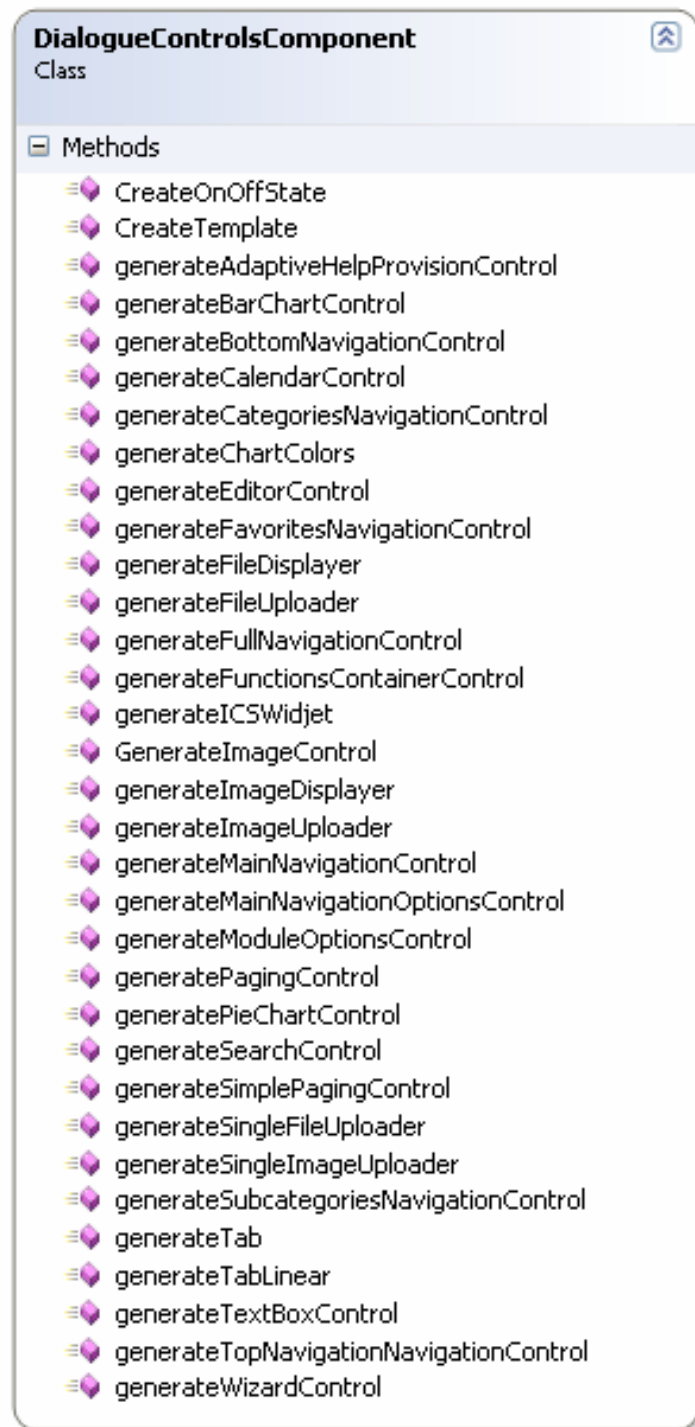 DialogueControlsComponent
Class
Methods
CreateOnOffState
CreateTemplate
generateAdaptiveHelpProvisionControl
generateBarChartControl
generateBottomNavigationControl
generateCalendarControl
generateCategoriesNavigationControl
generateChartColors
generateEditorControl
generateFavoritesNavigationControl
generateFileDisplayer
generateFileUploader
generateFullNavigationControl
generateFunctionsContainerControl
generateICSWidjet
GenerateImageControl
generateImageDisplayer
generateImageUploader
generateMainNavigationControl
generateMainNavigationOptionsControl
generateModuleOptionsControl
generatePagingControl
generatePieChartControl
generateSearchControl
generateSimplePagingControl
generateSingleFileUploader
generateSingleImageUploader
generateSubcategoriesNavigationControl
generateTab
generateTabLinear
generateTextBoxControl
generateTopNavigationNavigationControl
generateWizardControl